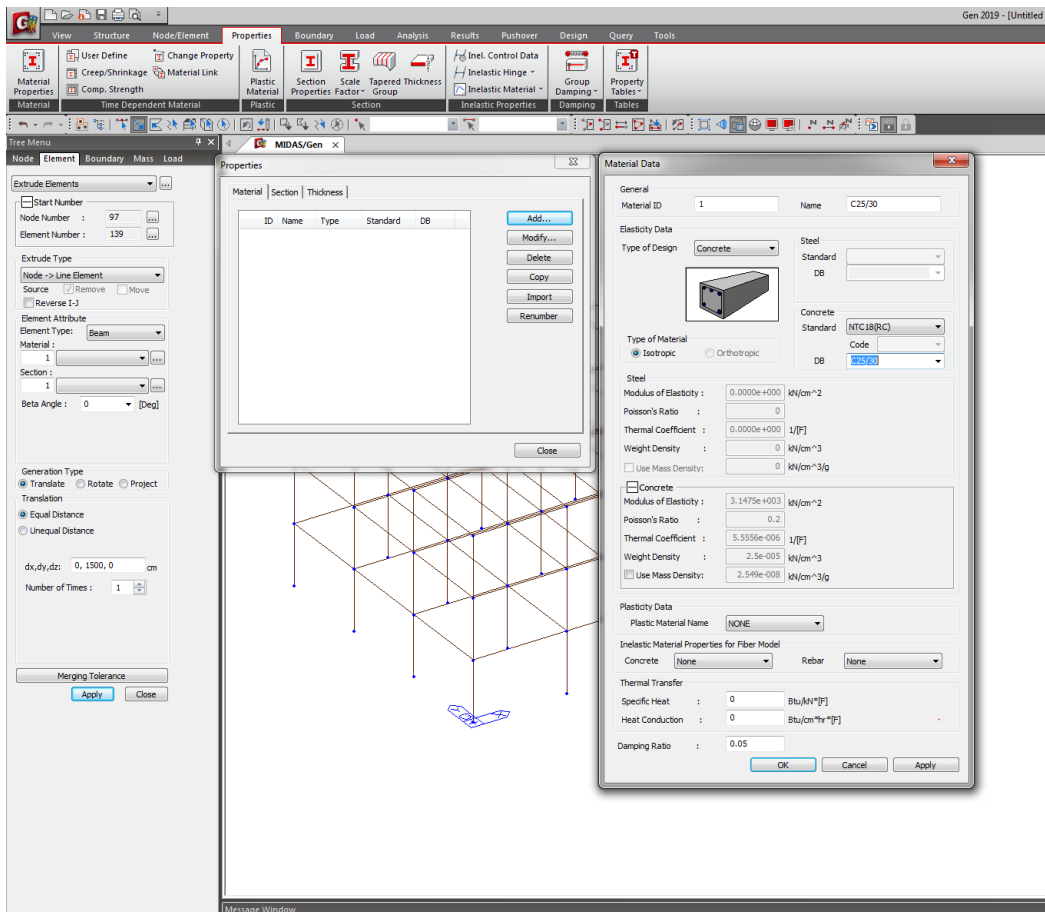 Gen 2019 - [Untitled
View Structure Node/Element Properties Boundary Load Analysis Results Pushover Design Query Tools
Material Properties
User Define
Creep/Shrinkage
Comp. Strength
Change Property
Material Link
Plastic Material
Section Properties
Scale Factor
Tapered Group
Thickness
Inel. Control Data
Inelastic Hinge
Inelastic Material
Group Damping
Property Tables
Material Time Dependent Material Plastic Section Inelastic Properties Damping Tables
Tree Menu
Node Element Boundary Mass Load
Extrude Elements
Start Number
Node Number : 97
Element Number : 139
Extrude Type
Node -> Line Element
Source Remove Move
Reverse I-J
Element Attribute
Element Type: Beam
Material :
1
Section :
1
Beta Angle : 0 [Deg]
Generation Type
Translate Rotate Project
Translation
Equal Distance
Unequal Distance
dx,dy,dz: 0, 1500, 0 cm
Number of Times : 1
Merging Tolerance
Apply Close
MIDAS/Gen
Properties
Material Section Thickness
ID Name Type Standard DB
Add...
Modify...
Delete
Copy
Import
Renumber
Close
Material Data
General
Material ID 1 Name C25/30
Elasticity Data
Type of Design Concrete
Steel
Standard
DB
Concrete
Standard NTC18(RC)
Code
DB C25/30
Type of Material
Isotropic Orthotropic
Steel
Modulus of Elasticity : 0.0000e+000 kN/cm^2
Poisson's Ratio : 0
Thermal Coefficient : 0.0000e+000 1/[F]
Weight Density : 0 kN/cm^3
Use Mass Density: 0 kN/cm^3/g
Concrete
Modulus of Elasticity : 3.1475e+003 kN/cm^2
Poisson's Ratio : 0.2
Thermal Coefficient : 5.5556e-006 1/[F]
Weight Density : 2.5e-005 kN/cm^3
Use Mass Density: 2.549e-008 kN/cm^3/g
Plasticity Data
Plastic Material Name NONE
Inelastic Material Properties for Fiber Model
Concrete None Rebar None
Thermal Transfer
Specific Heat : 0 Btu/kN*[F]
Heat Conduction : 0 Btu/cm*hr*[F]
Damping Ratio : 0.05
OK Cancel Apply
Message Window